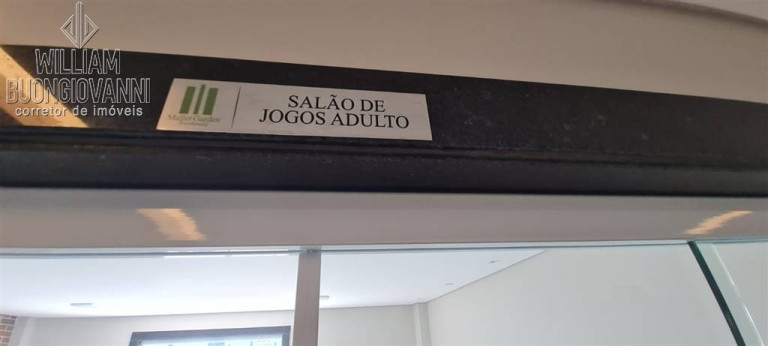 WILLIAM
BUONGIOVANNI
corretor de imóveis
SALÃO DE
JOGOS ADULTO